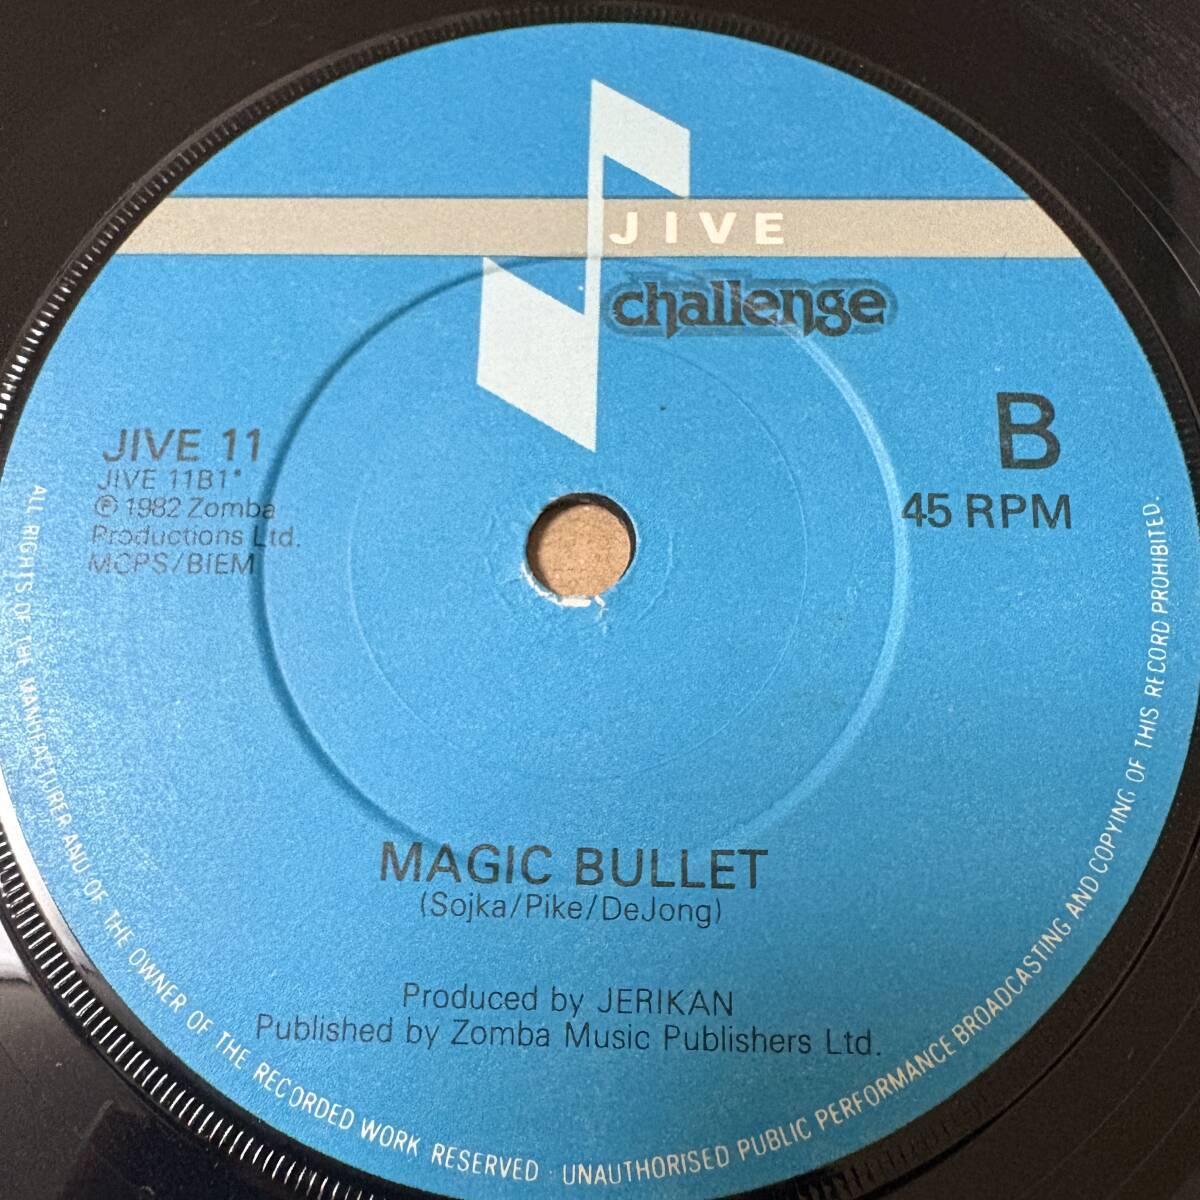 JIVE
challenge
JIVE 11
JIVE 11B1*
Ⓟ 1982 Zomba
Productions Ltd.
MCPS/BIEM
B
45 RPM
MAGIC BULLET
(Sojka/Pike/DeJong)
Produced by JERIKAN
Published by Zomba Music Publishers Ltd.
ALL RIGHTS OF THE MANUFACTURER AND OF THE OWNER OF THE RECORDED WORK RESERVED · UNAUTHORISED PUBLIC PERFORMANCE BROADCASTING AND COPYING OF THIS RECORD PROHIBITED.